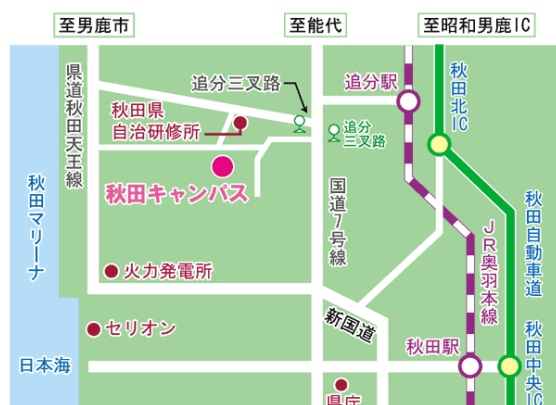 至男鹿市
至能代
至昭和男鹿IC
県道秋田天王線
追分三叉路
追分駅
秋田北IC
秋田県
自治研修所
追分
三叉路
秋田キャンパス
秋田マリーナ
国道7号線
秋田自動車道
JR奥羽本線
火力発電所
新国道
セリオン
秋田駅
日本海
秋田中央IC
県庁